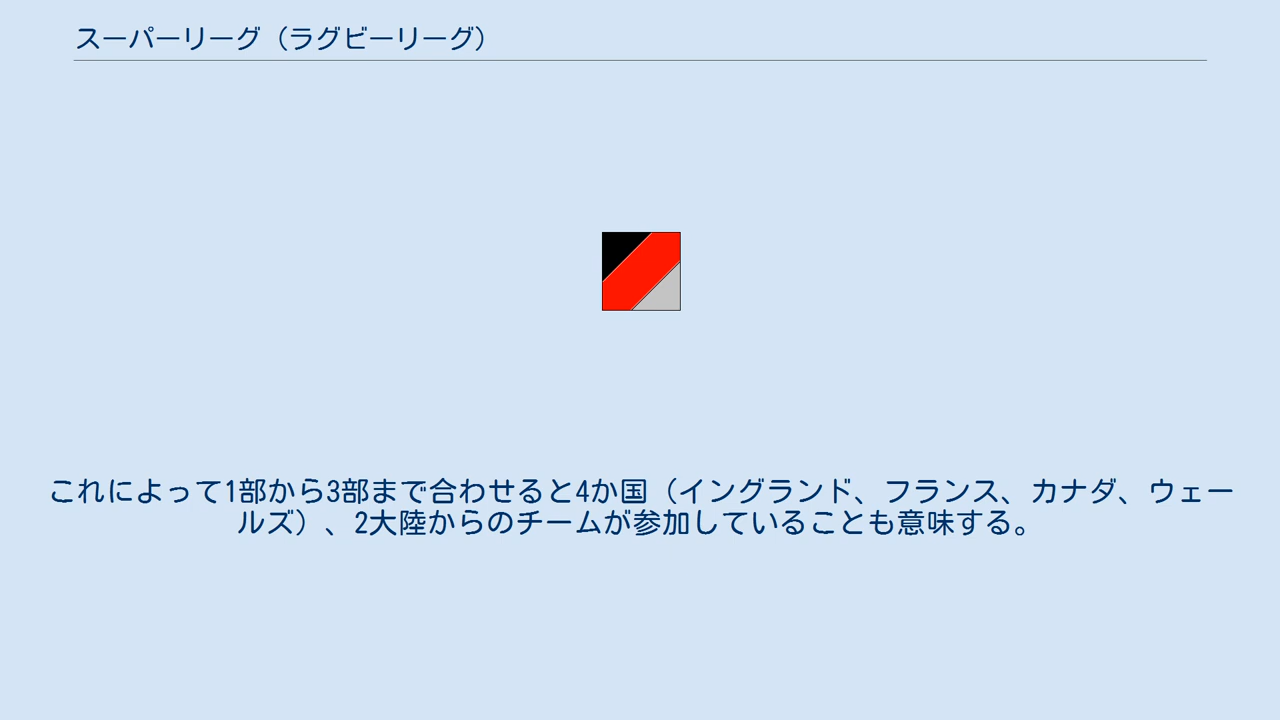 スーパーリーグ（ラグビーリーグ）
これによって1部から3部まで合わせると4か国（イングランド、フランス、カナダ、ウェー
ルズ）、2大陸からのチームが参加していることも意味する。